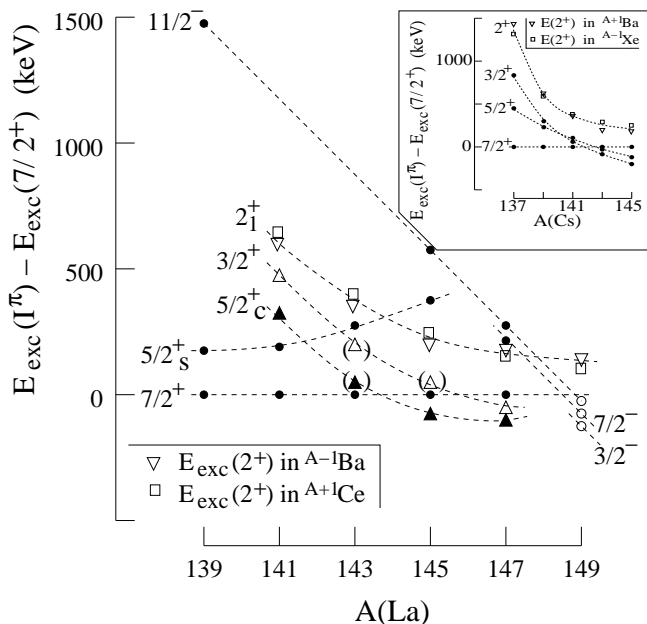 E_exc(I^π) − E_exc(7/2^+) (keV)
1500
1000
500
0
11/2^−
2_1^+
3/2^+
5/2^+_c
5/2^+_s
7/2^+
( )
( )
( )
7/2^−
3/2^−
▽ E_exc(2^+) in ^{A−1}Ba
□ E_exc(2^+) in ^{A+1}Ce
139 141 143 145 147 149
A(La)
▽ E(2^+) in ^{A+1}Ba
□ E(2^+) in ^{A−1}Xe
E_exc(I^π) − E_exc(7/2^+) (keV)
1000
0
2^+
3/2^+
5/2^+
7/2^+
137 141 145
A(Cs)